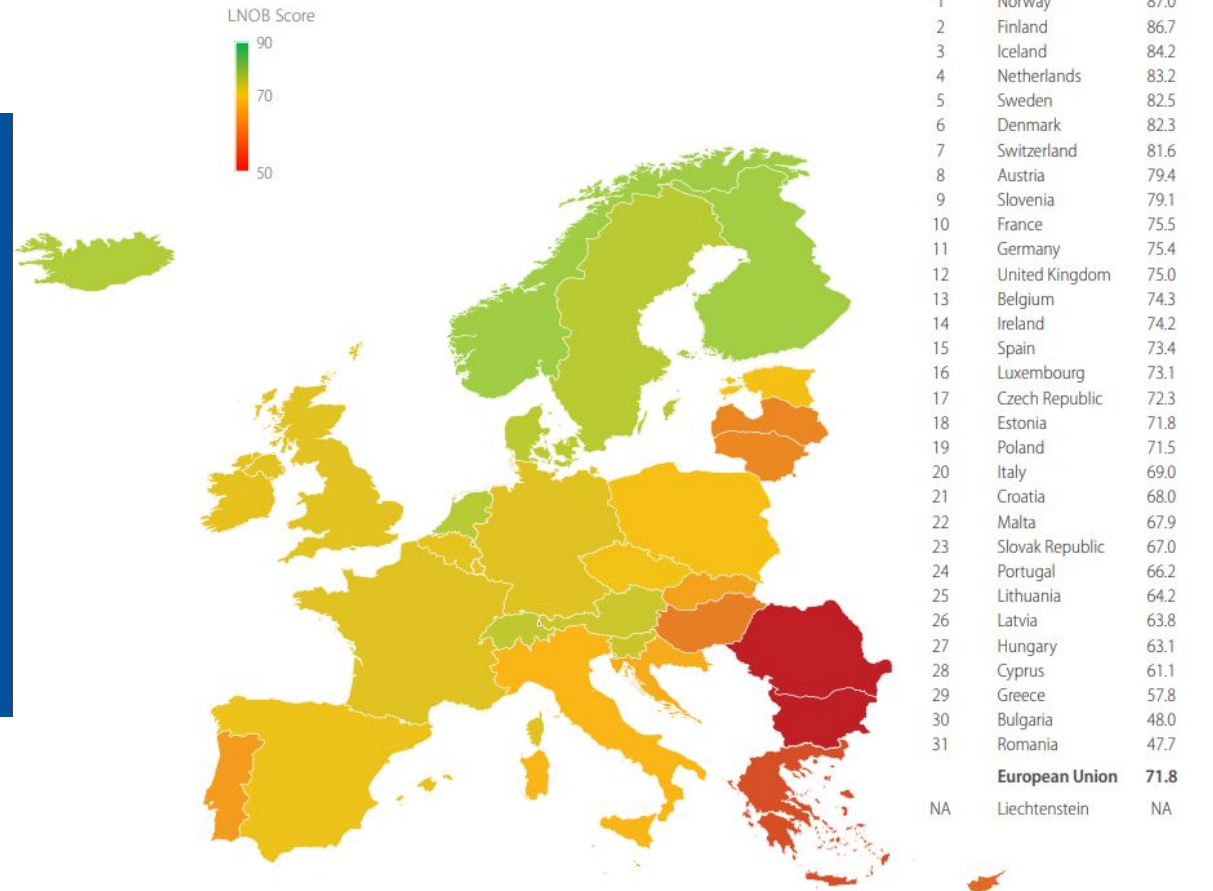 LNOB Score
90
70
50
1 Norway 87.0
2 Finland 86.7
3 Iceland 84.2
4 Netherlands 83.2
5 Sweden 82.5
6 Denmark 82.3
7 Switzerland 81.6
8 Austria 79.4
9 Slovenia 79.1
10 France 75.5
11 Germany 75.4
12 United Kingdom 75.0
13 Belgium 74.3
14 Ireland 74.2
15 Spain 73.4
16 Luxembourg 73.1
17 Czech Republic 72.3
18 Estonia 71.8
19 Poland 71.5
20 Italy 69.0
21 Croatia 68.0
22 Malta 67.9
23 Slovak Republic 67.0
24 Portugal 66.2
25 Lithuania 64.2
26 Latvia 63.8
27 Hungary 63.1
28 Cyprus 61.1
29 Greece 57.8
30 Bulgaria 48.0
31 Romania 47.7
European Union 71.8
NA Liechtenstein NA